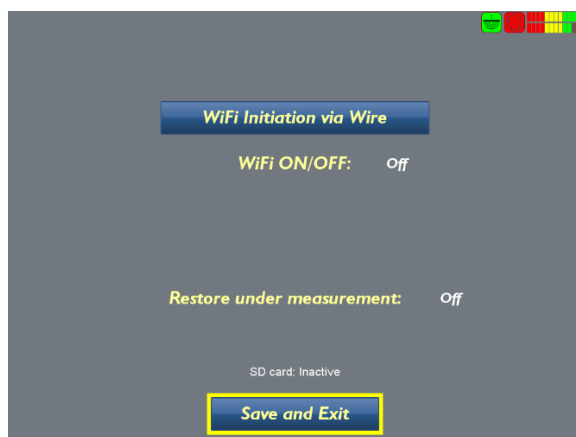 WiFi Initiation via Wire
WiFi ON/OFF: Off
Restore under measurement: Off
SD card: Inactive
Save and Exit